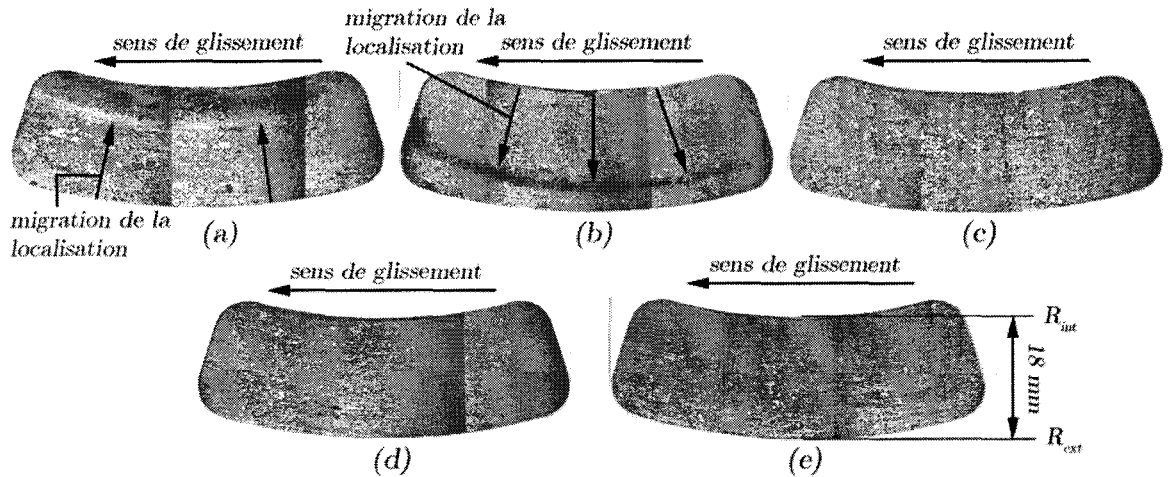 migration de la
localisation
sens de glissement
sens de glissement
sens de glissement
migration de la
localisation
(a)
(b)
(c)
sens de glissement
sens de glissement
R_int
18 mm
R_ext
(d)
(e)